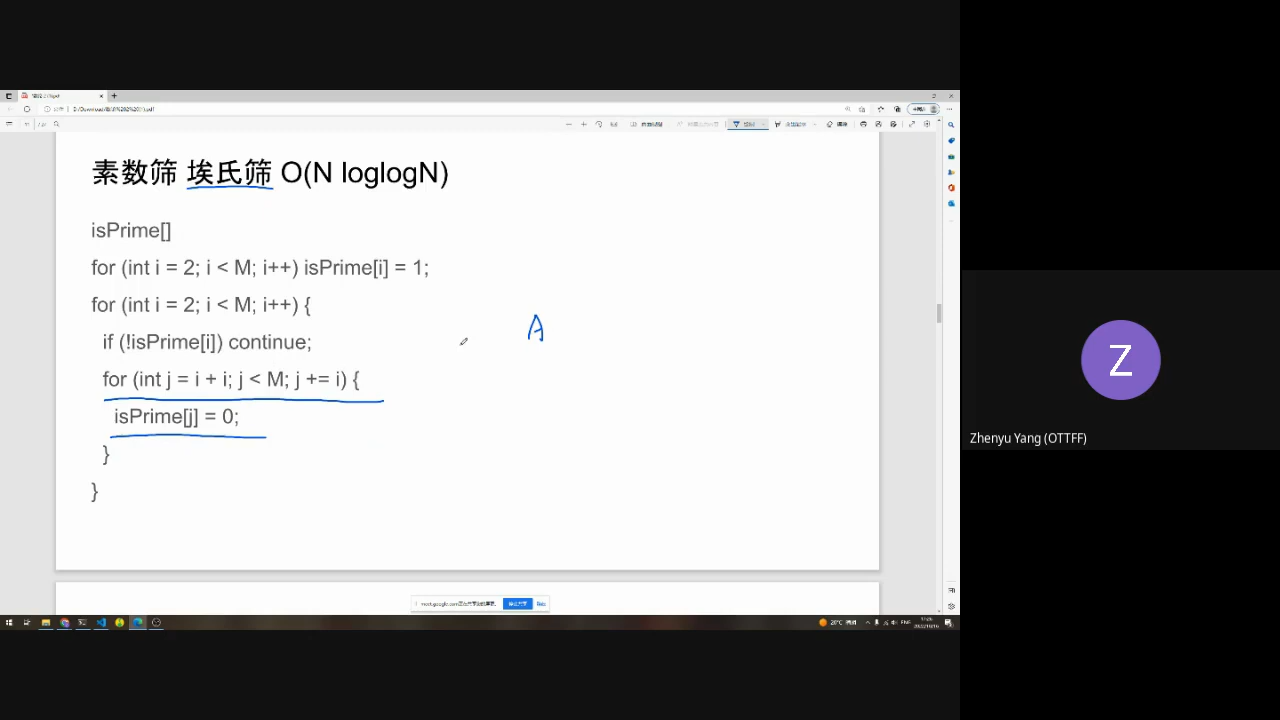 素数筛 埃氏筛 O(N loglogN)
isPrime[]
for (int i = 2; i < M; i++) isPrime[i] = 1;
for (int i = 2; i < M; i++) {
if (!isPrime[i]) continue;
for (int j = i + i; j < M; j += i) {
isPrime[j] = 0;
}
}
A
Z
Zhenyu Yang (OTTFF)